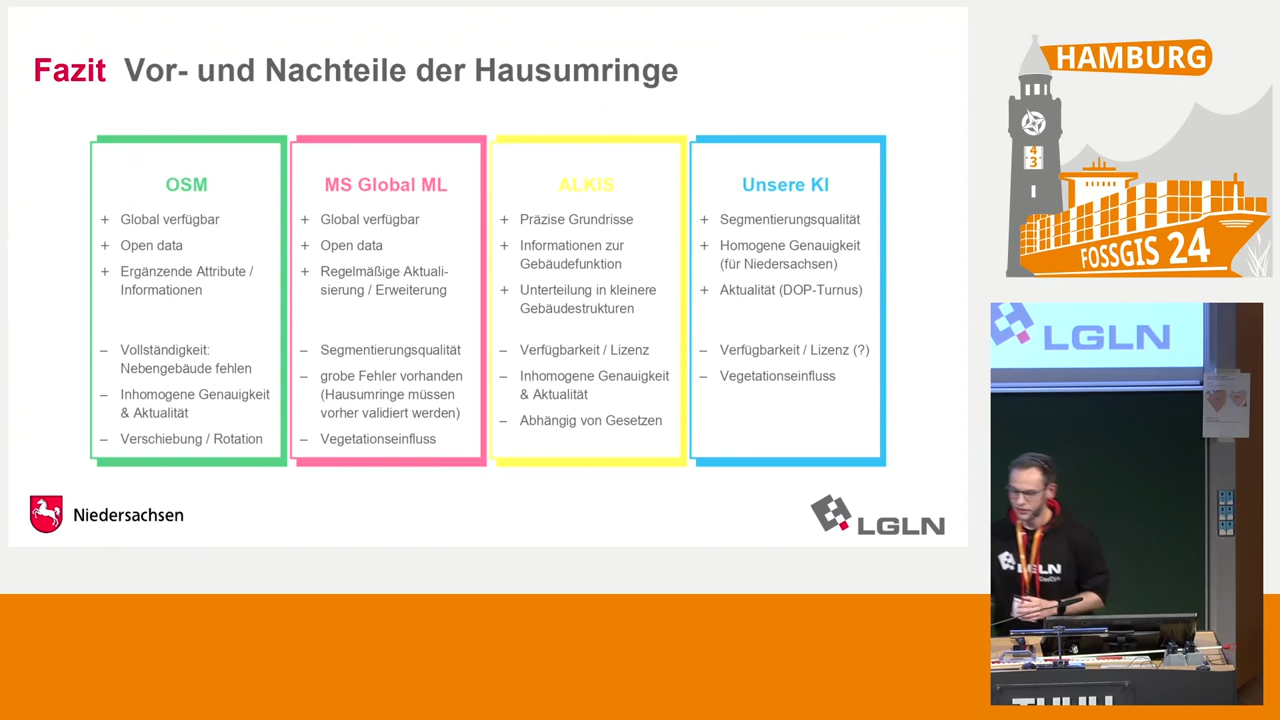 Fazit Vor- und Nachteile der Hausumringe
OSM
+ Global verfügbar
+ Open data
+ Ergänzende Attribute /
Informationen
– Vollständigkeit:
Nebengebäude fehlen
– Inhomogene Genauigkeit
& Aktualität
– Verschiebung / Rotation
MS Global ML
+ Global verfügbar
+ Open data
+ Regelmäßige Aktuali-
sierung / Erweiterung
– Segmentierungsqualität
– grobe Fehler vorhanden
(Hausumringe müssen
vorher validiert werden)
– Vegetationseinfluss
ALKIS
+ Präzise Grundrisse
+ Informationen zur
Gebäudefunktion
+ Unterteilung in kleinere
Gebäudestrukturen
– Verfügbarkeit / Lizenz
– Inhomogene Genauigkeit
& Aktualität
– Abhängig von Gesetzen
Unsere KI
+ Segmentierungsqualität
+ Homogene Genauigkeit
(für Niedersachsen)
+ Aktualität (DOP-Turnus)
– Verfügbarkeit / Lizenz (?)
– Vegetationseinfluss
Niedersachsen
LGLN
HAMBURG
4
3
FOSSGIS 24
LGLN
LGLN